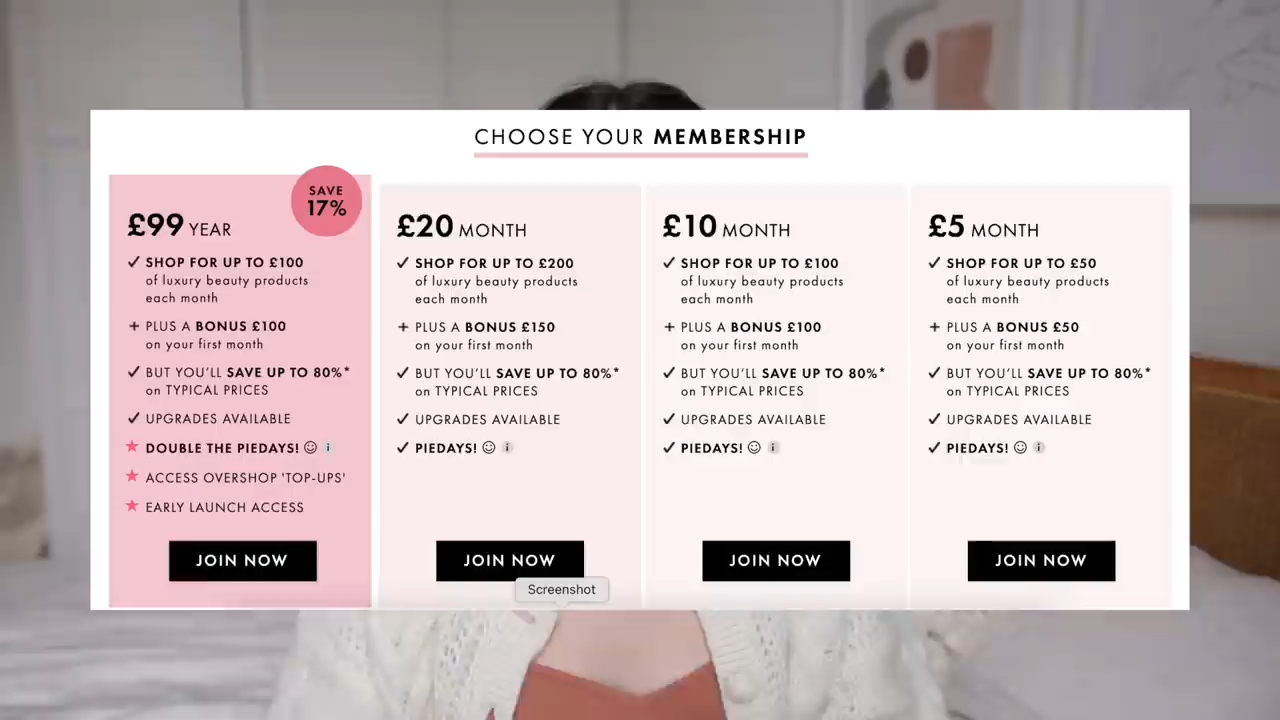 CHOOSE YOUR MEMBERSHIP
SAVE
17%
£99 YEAR
✓ SHOP FOR UP TO £100
of luxury beauty products
each month
+ PLUS A BONUS £100
on your first month
✓ BUT YOU'LL SAVE UP TO 80%*
on TYPICAL PRICES
✓ UPGRADES AVAILABLE
★ DOUBLE THE PIEDAYS! ☺ i
★ ACCESS OVERSHOP 'TOP-UPS'
★ EARLY LAUNCH ACCESS
JOIN NOW
£20 MONTH
✓ SHOP FOR UP TO £200
of luxury beauty products
each month
+ PLUS A BONUS £150
on your first month
✓ BUT YOU'LL SAVE UP TO 80%*
on TYPICAL PRICES
✓ UPGRADES AVAILABLE
✓ PIEDAYS! ☺ i
JOIN NOW
Screenshot
£10 MONTH
✓ SHOP FOR UP TO £100
of luxury beauty products
each month
+ PLUS A BONUS £100
on your first month
✓ BUT YOU'LL SAVE UP TO 80%*
on TYPICAL PRICES
✓ UPGRADES AVAILABLE
✓ PIEDAYS! ☺ i
JOIN NOW
£5 MONTH
✓ SHOP FOR UP TO £50
of luxury beauty products
each month
+ PLUS A BONUS £50
on your first month
✓ BUT YOU'LL SAVE UP TO 80%*
on TYPICAL PRICES
✓ UPGRADES AVAILABLE
✓ PIEDAYS! ☺ i
JOIN NOW